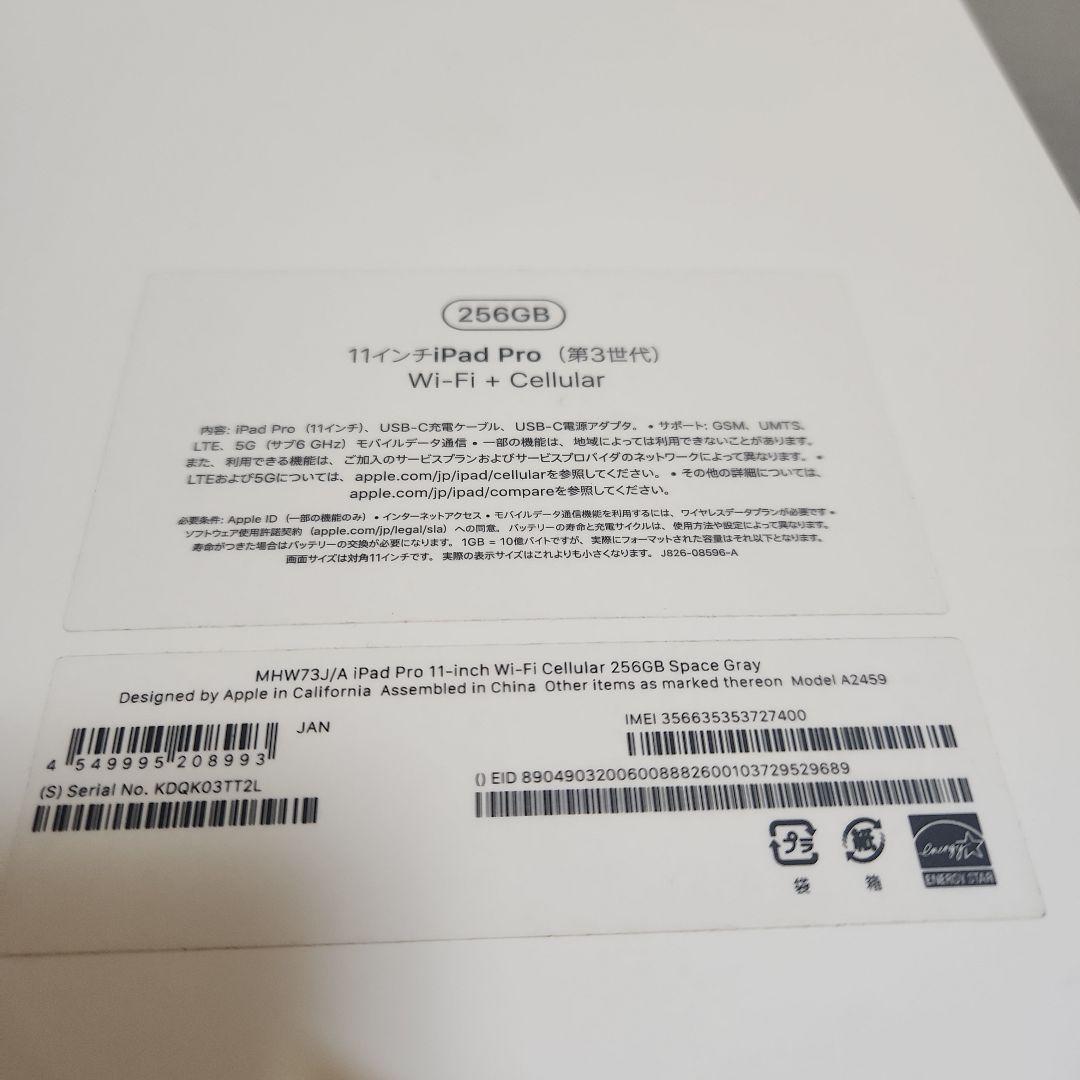 256GB
11インチiPad Pro（第3世代）
Wi-Fi + Cellular
内容: iPad Pro（11インチ）、USB-C充電ケーブル、USB-C電源アダプタ。• サポート: GSM、UMTS、
LTE、5G（サブ6 GHz）モバイルデータ通信 • 一部の機能は、地域によっては利用できないことがあります。
また、利用できる機能は、ご加入のサービスプランおよびサービスプロバイダのネットワークによって異なります。•
LTEおよび5Gについては、apple.com/jp/ipad/cellularを参照してください。• その他の詳細については、
apple.com/jp/ipad/compareを参照してください。
必要条件: Apple ID（一部の機能のみ）• インターネットアクセス • モバイルデータ通信機能を利用するには、ワイヤレスデータプランが必要です •
ソフトウェア使用許諾契約（apple.com/jp/legal/sla）への同意。バッテリーの寿命と充電サイクルは、使用方法や設定によって異なります。
寿命がつきた場合はバッテリーの交換が必要になります。1GB = 10億バイトですが、実際にフォーマットされた容量はそれ以下となります。
画面サイズは対角11インチです。実際の表示サイズはこれよりも小さくなります。J826-08596-A
MHW73J/A iPad Pro 11-inch Wi-Fi Cellular 256GB Space Gray
Designed by Apple in California Assembled in China Other items as marked thereon Model A2459
JAN
4 549995 208993
(S) Serial No. KDQK03TT2L
IMEI 356635353727400
() EID 89049032006008882600103729529689
プラ
袋
紙
箱
energy
ENERGY STAR